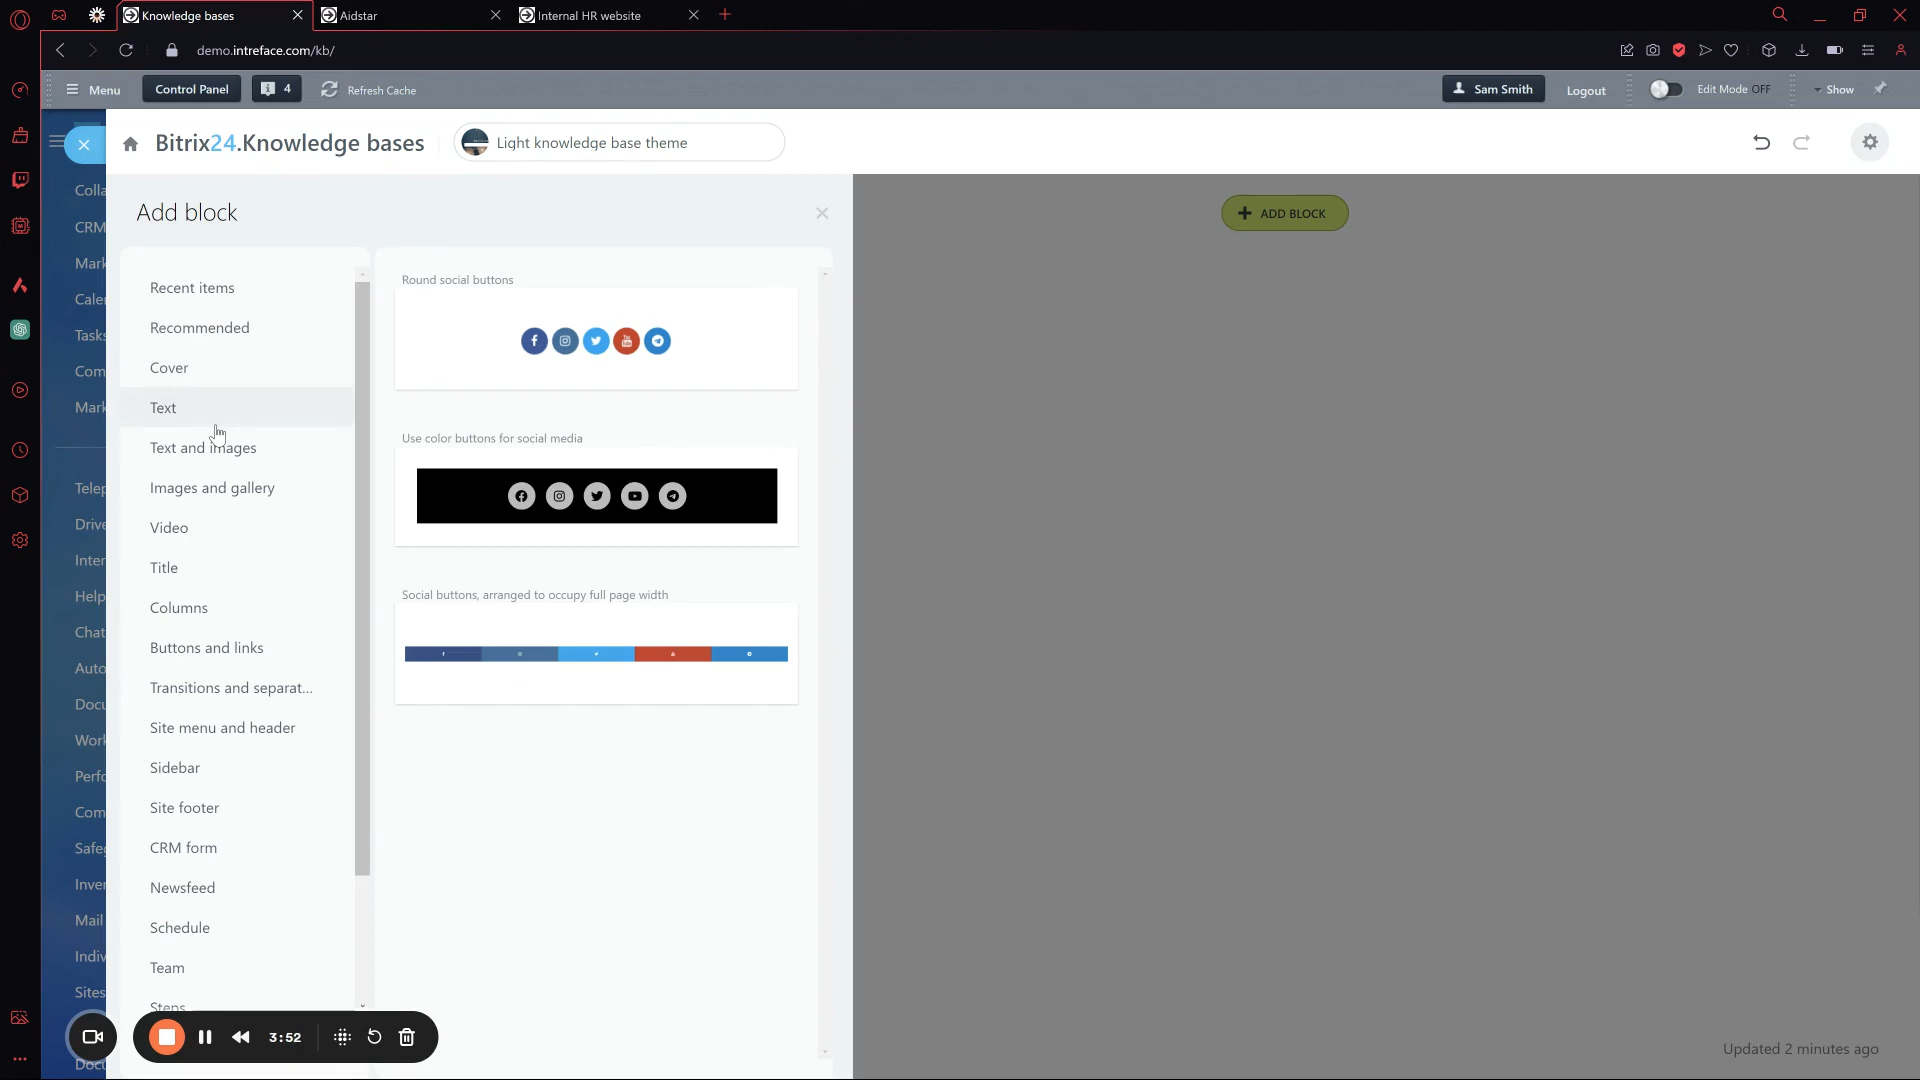 Knowledge bases
Aidstar
Internal HR website
demo.intreface.com/kb/
Menu
Control Panel
4
Refresh Cache
Sam Smith
Logout
Edit Mode OFF
Show
Bitrix24.Knowledge bases
Light knowledge base theme
Add block
ADD BLOCK
Recent items
Recommended
Cover
Text
Text and images
Images and gallery
Video
Title
Columns
Buttons and links
Transitions and separat...
Site menu and header
Sidebar
Site footer
CRM form
Newsfeed
Schedule
Team
Steps
Round social buttons
Use color buttons for social media
Social buttons, arranged to occupy full page width
Colla
CRM
Mark
Caler
Tasks
Com
Mark
Telep
Drive
Inter
Help
Chat
Auto
Docu
Work
Perfo
Com
Safeg
Inver
Mail
Indiv
Sites
Docu
3:52
Updated 2 minutes ago